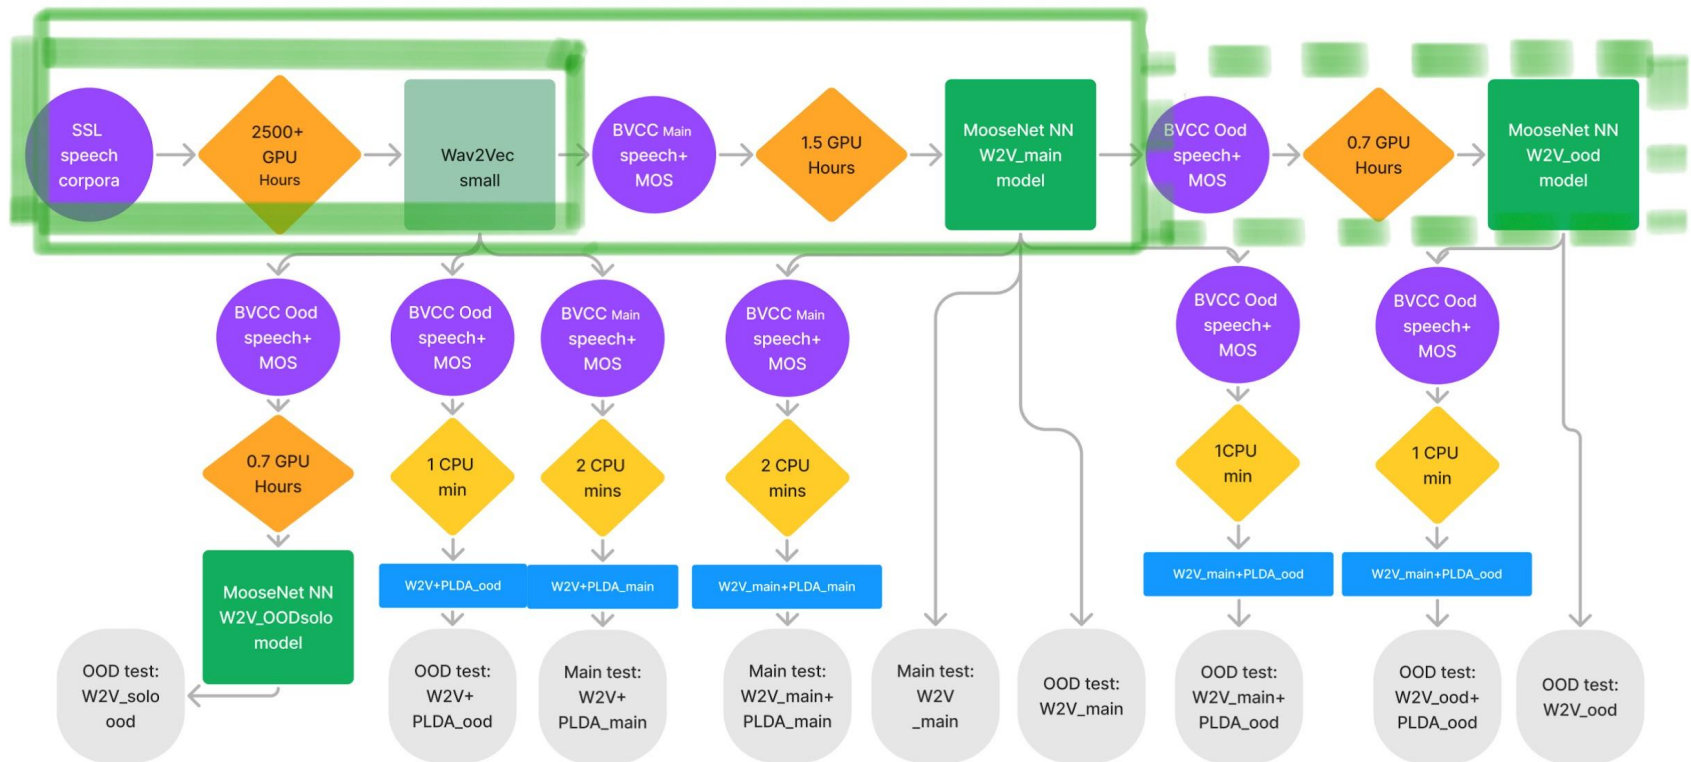 SSL
speech
corpora
2500+
GPU
Hours
Wav2Vec
small
BVCC Main
speech+
MOS
1.5 GPU
Hours
MooseNet NN
W2V_main
model
BVCC Ood
speech+
MOS
0.7 GPU
Hours
MooseNet NN
W2V_ood
model
BVCC Ood
speech+
MOS
BVCC Ood
speech+
MOS
BVCC Main
speech+
MOS
BVCC Main
speech+
MOS
BVCC Ood
speech+
MOS
BVCC Ood
speech+
MOS
0.7 GPU
Hours
1 CPU
min
2 CPU
mins
2 CPU
mins
1CPU
min
1 CPU
min
MooseNet NN
W2V_OODsolo
model
W2V+PLDA_ood
W2V+PLDA_main
W2V_main+PLDA_main
W2V_main+PLDA_ood
W2V_main+PLDA_ood
OOD test:
W2V_solo
ood
OOD test:
W2V+
PLDA_ood
Main test:
W2V+
PLDA_main
Main test:
W2V_main+
PLDA_main
Main test:
W2V
_main
OOD test:
W2V_main
OOD test:
W2V_main+
PLDA_ood
OOD test:
W2V_ood+
PLDA_ood
OOD test:
W2V_ood